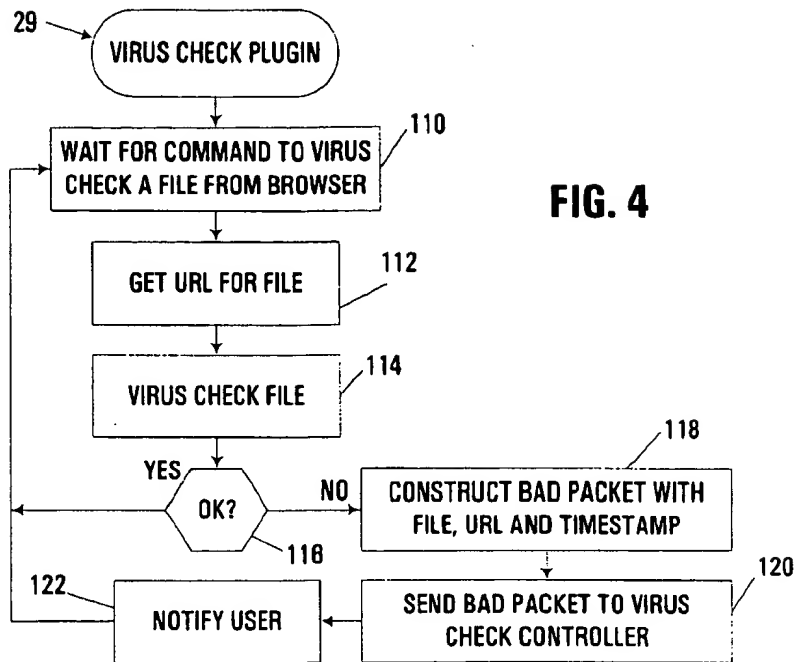 29
VIRUS CHECK PLUGIN
110
WAIT FOR COMMAND TO VIRUS
CHECK A FILE FROM BROWSER
FIG. 4
GET URL FOR FILE
112
VIRUS CHECK FILE
114
YES
OK?
116
NO
118
CONSTRUCT BAD PACKET WITH
FILE, URL AND TIMESTAMP
120
SEND BAD PACKET TO VIRUS
CHECK CONTROLLER
122
NOTIFY USER